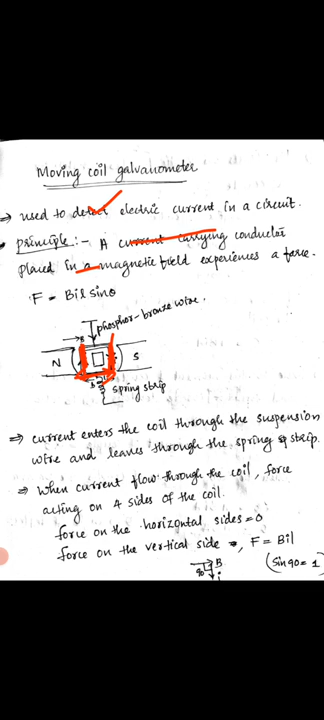 Moving coil galvanometer
⇒ used to detect electric current in a circuit.
principle:- A current carrying conductor
placed in a magnetic field experiences a force.
F = Bil sinθ
phosphor-bronze wire.
B
N
S
b
spring strip
⇒ current enters the coil through the suspension
wire and leaves through the spring strip.
⇒ When current flow through the coil, force
acting on 4 sides of the coil.
force on the horizontal sides = 0
force on the vertical side, F = Bil
90 B
i
(sin90 = 1)